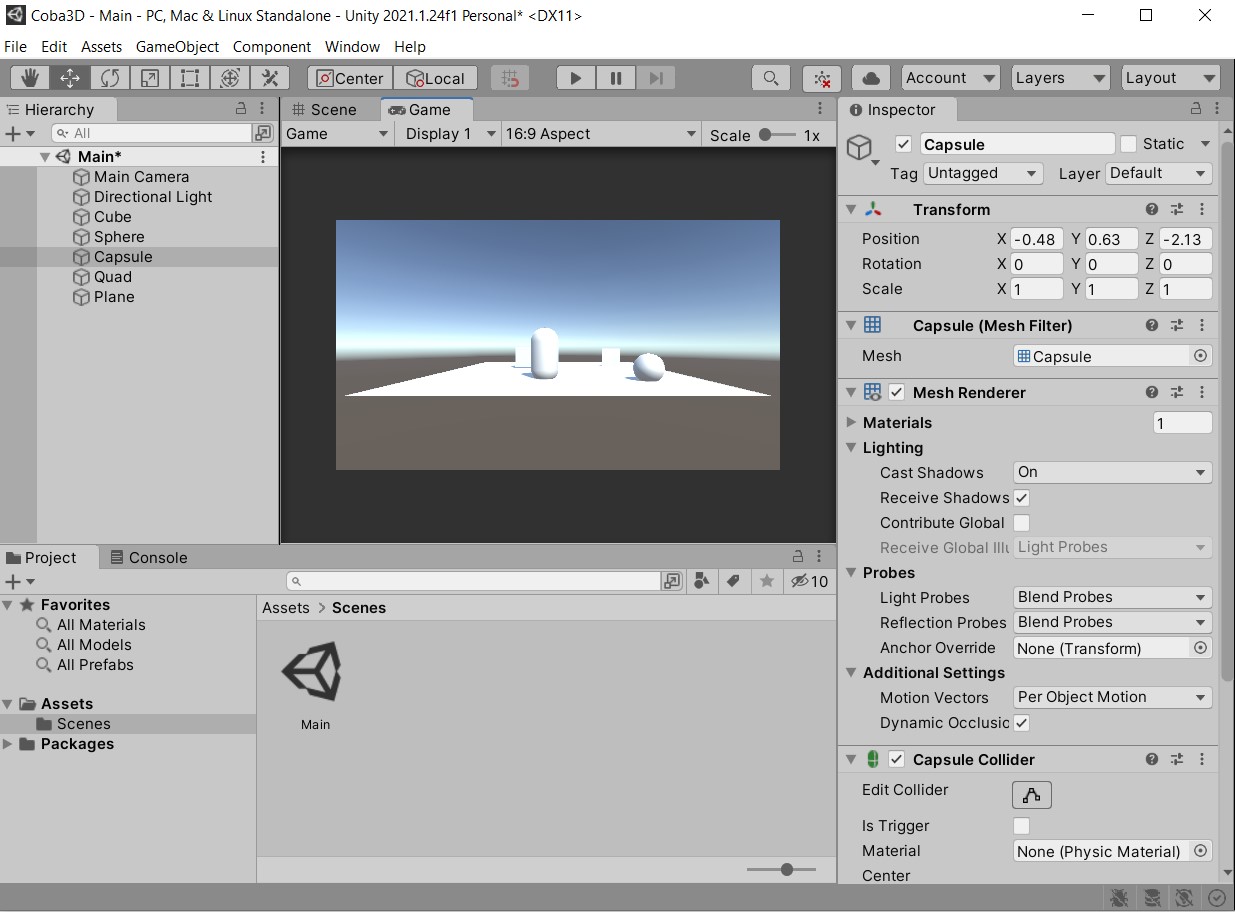 Coba3D - Main - PC, Mac & Linux Standalone - Unity 2021.1.24f1 Personal* <DX11>
File Edit Assets GameObject Component Window Help
Center Local Account Layers Layout
Hierarchy
All
Main*
Main Camera
Directional Light
Cube
Sphere
Capsule
Quad
Plane
Scene Game
Game Display 1 16:9 Aspect Scale 1x
Project Console
10
Favorites
All Materials
All Models
All Prefabs
Assets
Scenes
Packages
Assets > Scenes
Main
Inspector
Capsule Static
Tag Untagged Layer Default
Transform
Position X -0.48 Y 0.63 Z -2.13
Rotation X 0 Y 0 Z 0
Scale X 1 Y 1 Z 1
Capsule (Mesh Filter)
Mesh Capsule
Mesh Renderer
Materials 1
Lighting
Cast Shadows On
Receive Shadows
Contribute Global
Receive Global Illu Light Probes
Probes
Light Probes Blend Probes
Reflection Probes Blend Probes
Anchor Override None (Transform)
Additional Settings
Motion Vectors Per Object Motion
Dynamic Occlusio
Capsule Collider
Edit Collider
Is Trigger
Material None (Physic Material)
Center